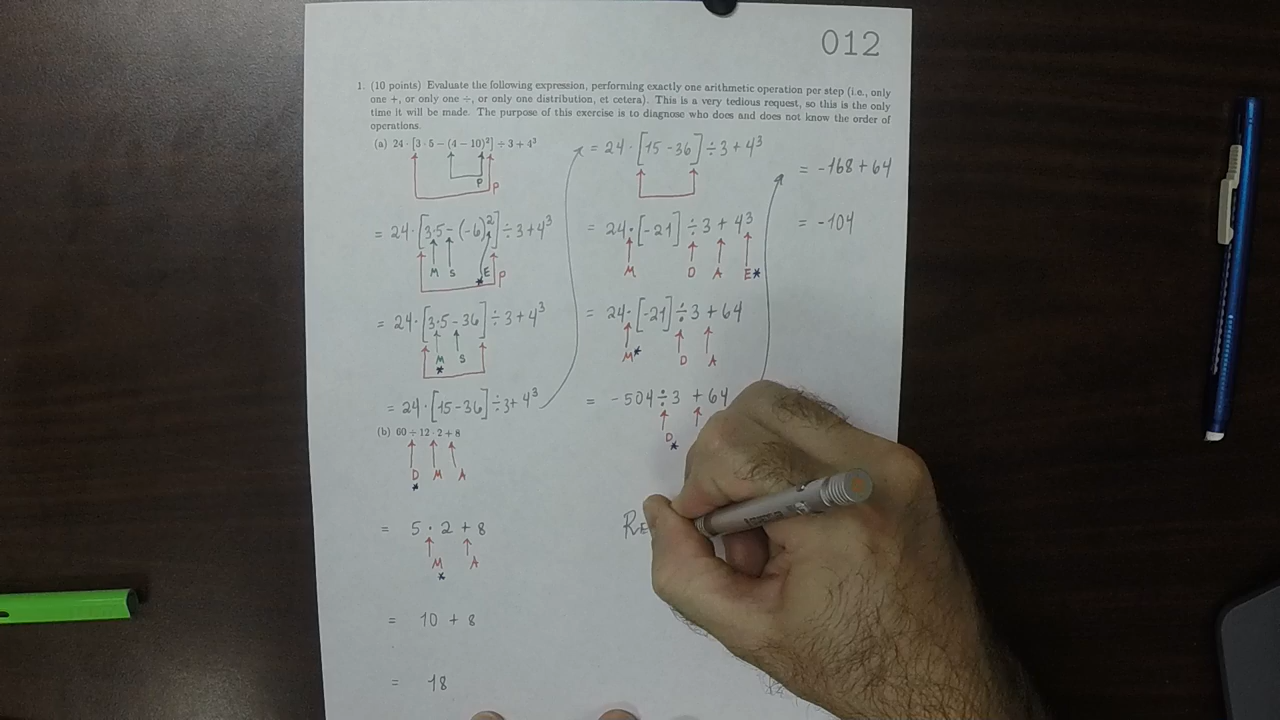 012
1. (10 points) Evaluate the following expression, performing exactly one arithmetic operation per step (i.e., only
one +, or only one ÷, or only one distribution, et cetera). This is a very tedious request, so this is the only
time it will be made. The purpose of this exercise is to diagnose who does and does not know the order of
operations.
(a) 24 · [3 · 5 − (4 − 10)²] ÷ 3 + 4³
P P
= 24 · [3·5 − (−6)²] ÷ 3 + 4³
M S E P
*
= 24 · [3·5 − 36] ÷ 3 + 4³
M S
*
= 24 · [15 − 36] ÷ 3 + 4³
(b) 60 ÷ 12 · 2 + 8
D M A
*
= 5 · 2 + 8
M A
*
= 10 + 8
= 18
= 24 · [15 − 36] ÷ 3 + 4³
= 24 · [−21] ÷ 3 + 4³
M D A E*
= 24 · [−21] ÷ 3 + 64
M* D A
= −504 ÷ 3 + 64
D
*
RE
= −168 + 64
= −104